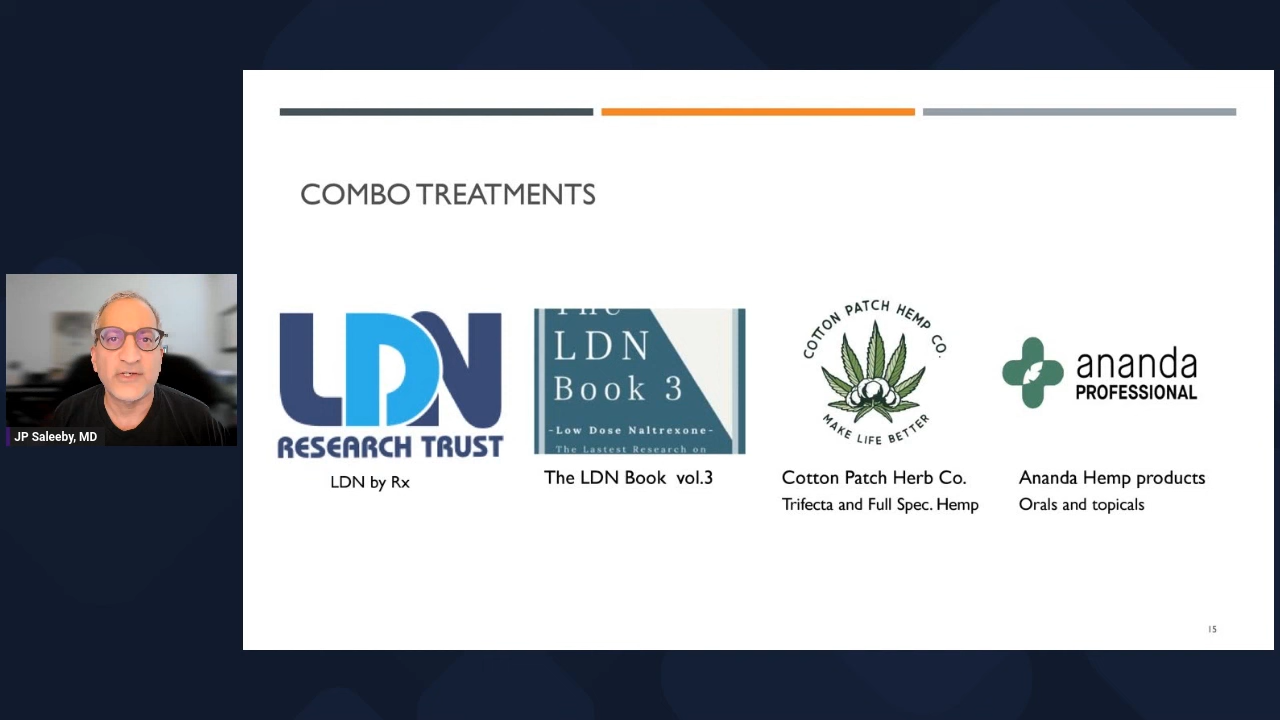 COMBO TREATMENTS
LDN
RESEARCH TRUST
LDN by Rx
The
LDN
Book 3
-Low Dose Naltrexone-
The Lastest Research on
The LDN Book vol.3
COTTON PATCH HEMP CO.
MAKE LIFE BETTER
Cotton Patch Herb Co.
Trifecta and Full Spec. Hemp
ananda
PROFESSIONAL
Ananda Hemp products
Orals and topicals
JP Saleeby, MD
15